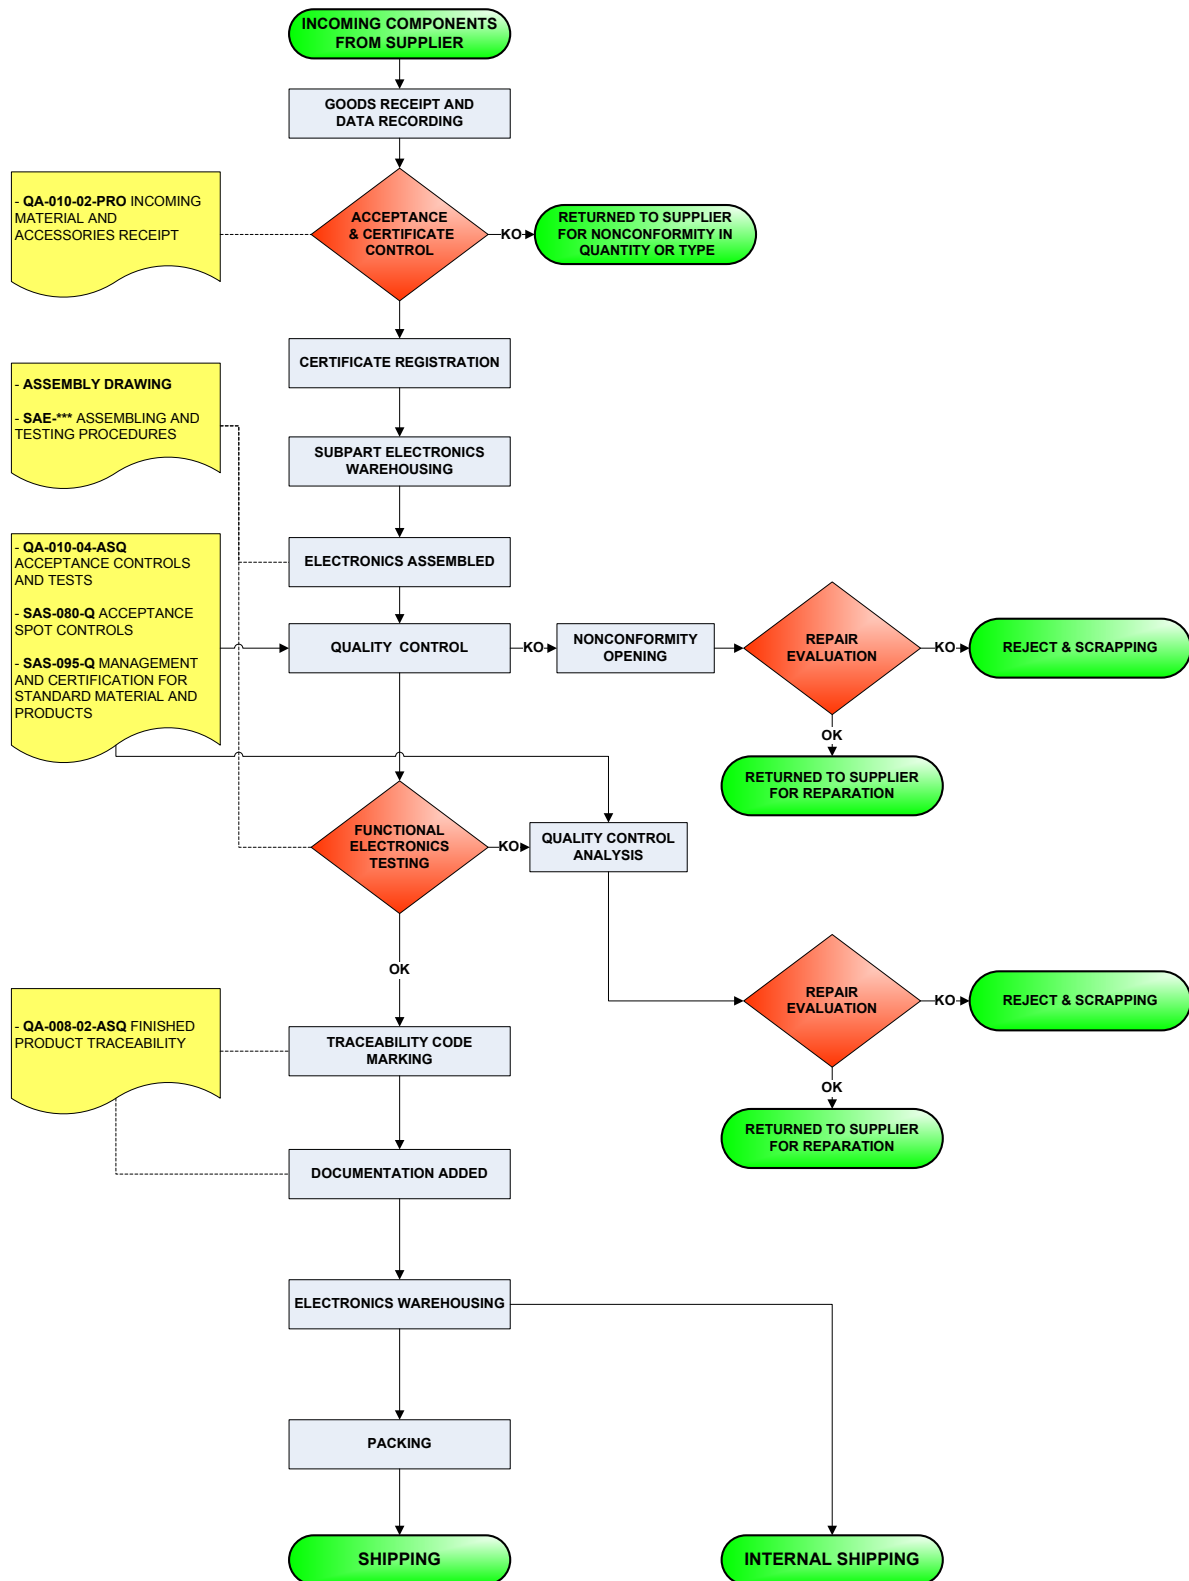 INCOMING COMPONENTS
FROM SUPPLIER
GOODS RECEIPT AND
DATA RECORDING
- QA-010-02-PRO INCOMING
MATERIAL AND
ACCESSORIES RECEIPT
ACCEPTANCE
& CERTIFICATE
CONTROL
KO
RETURNED TO SUPPLIER
FOR NONCONFORMITY IN
QUANTITY OR TYPE
CERTIFICATE REGISTRATION
- ASSEMBLY DRAWING
- SAE-*** ASSEMBLING AND
TESTING PROCEDURES
SUBPART ELECTRONICS
WAREHOUSING
ELECTRONICS ASSEMBLED
- QA-010-04-ASQ
ACCEPTANCE CONTROLS
AND TESTS
- SAS-080-Q ACCEPTANCE
SPOT CONTROLS
- SAS-095-Q MANAGEMENT
AND CERTIFICATION FOR
STANDARD MATERIAL AND
PRODUCTS
QUALITY CONTROL
KO
NONCONFORMITY
OPENING
REPAIR
EVALUATION
KO
REJECT & SCRAPPING
OK
RETURNED TO SUPPLIER
FOR REPARATION
FUNCTIONAL
ELECTRONICS
TESTING
KO
QUALITY CONTROL
ANALYSIS
OK
REPAIR
EVALUATION
KO
REJECT & SCRAPPING
OK
RETURNED TO SUPPLIER
FOR REPARATION
- QA-008-02-ASQ FINISHED
PRODUCT TRACEABILITY
TRACEABILITY CODE
MARKING
DOCUMENTATION ADDED
ELECTRONICS WAREHOUSING
PACKING
SHIPPING
INTERNAL SHIPPING